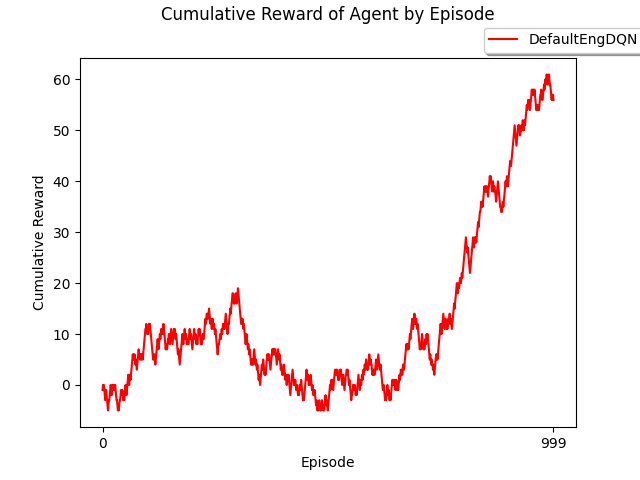 Cumulative Reward of Agent by Episode
DefaultEngDQN
60
50
40
30
20
10
0
Cumulative Reward
0 999
Episode